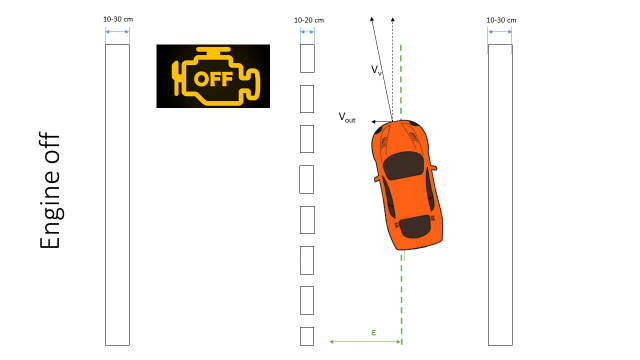 10-30 cm
10-20 cm
10-30 cm
OFF
Vv
Vout
Engine off
ε